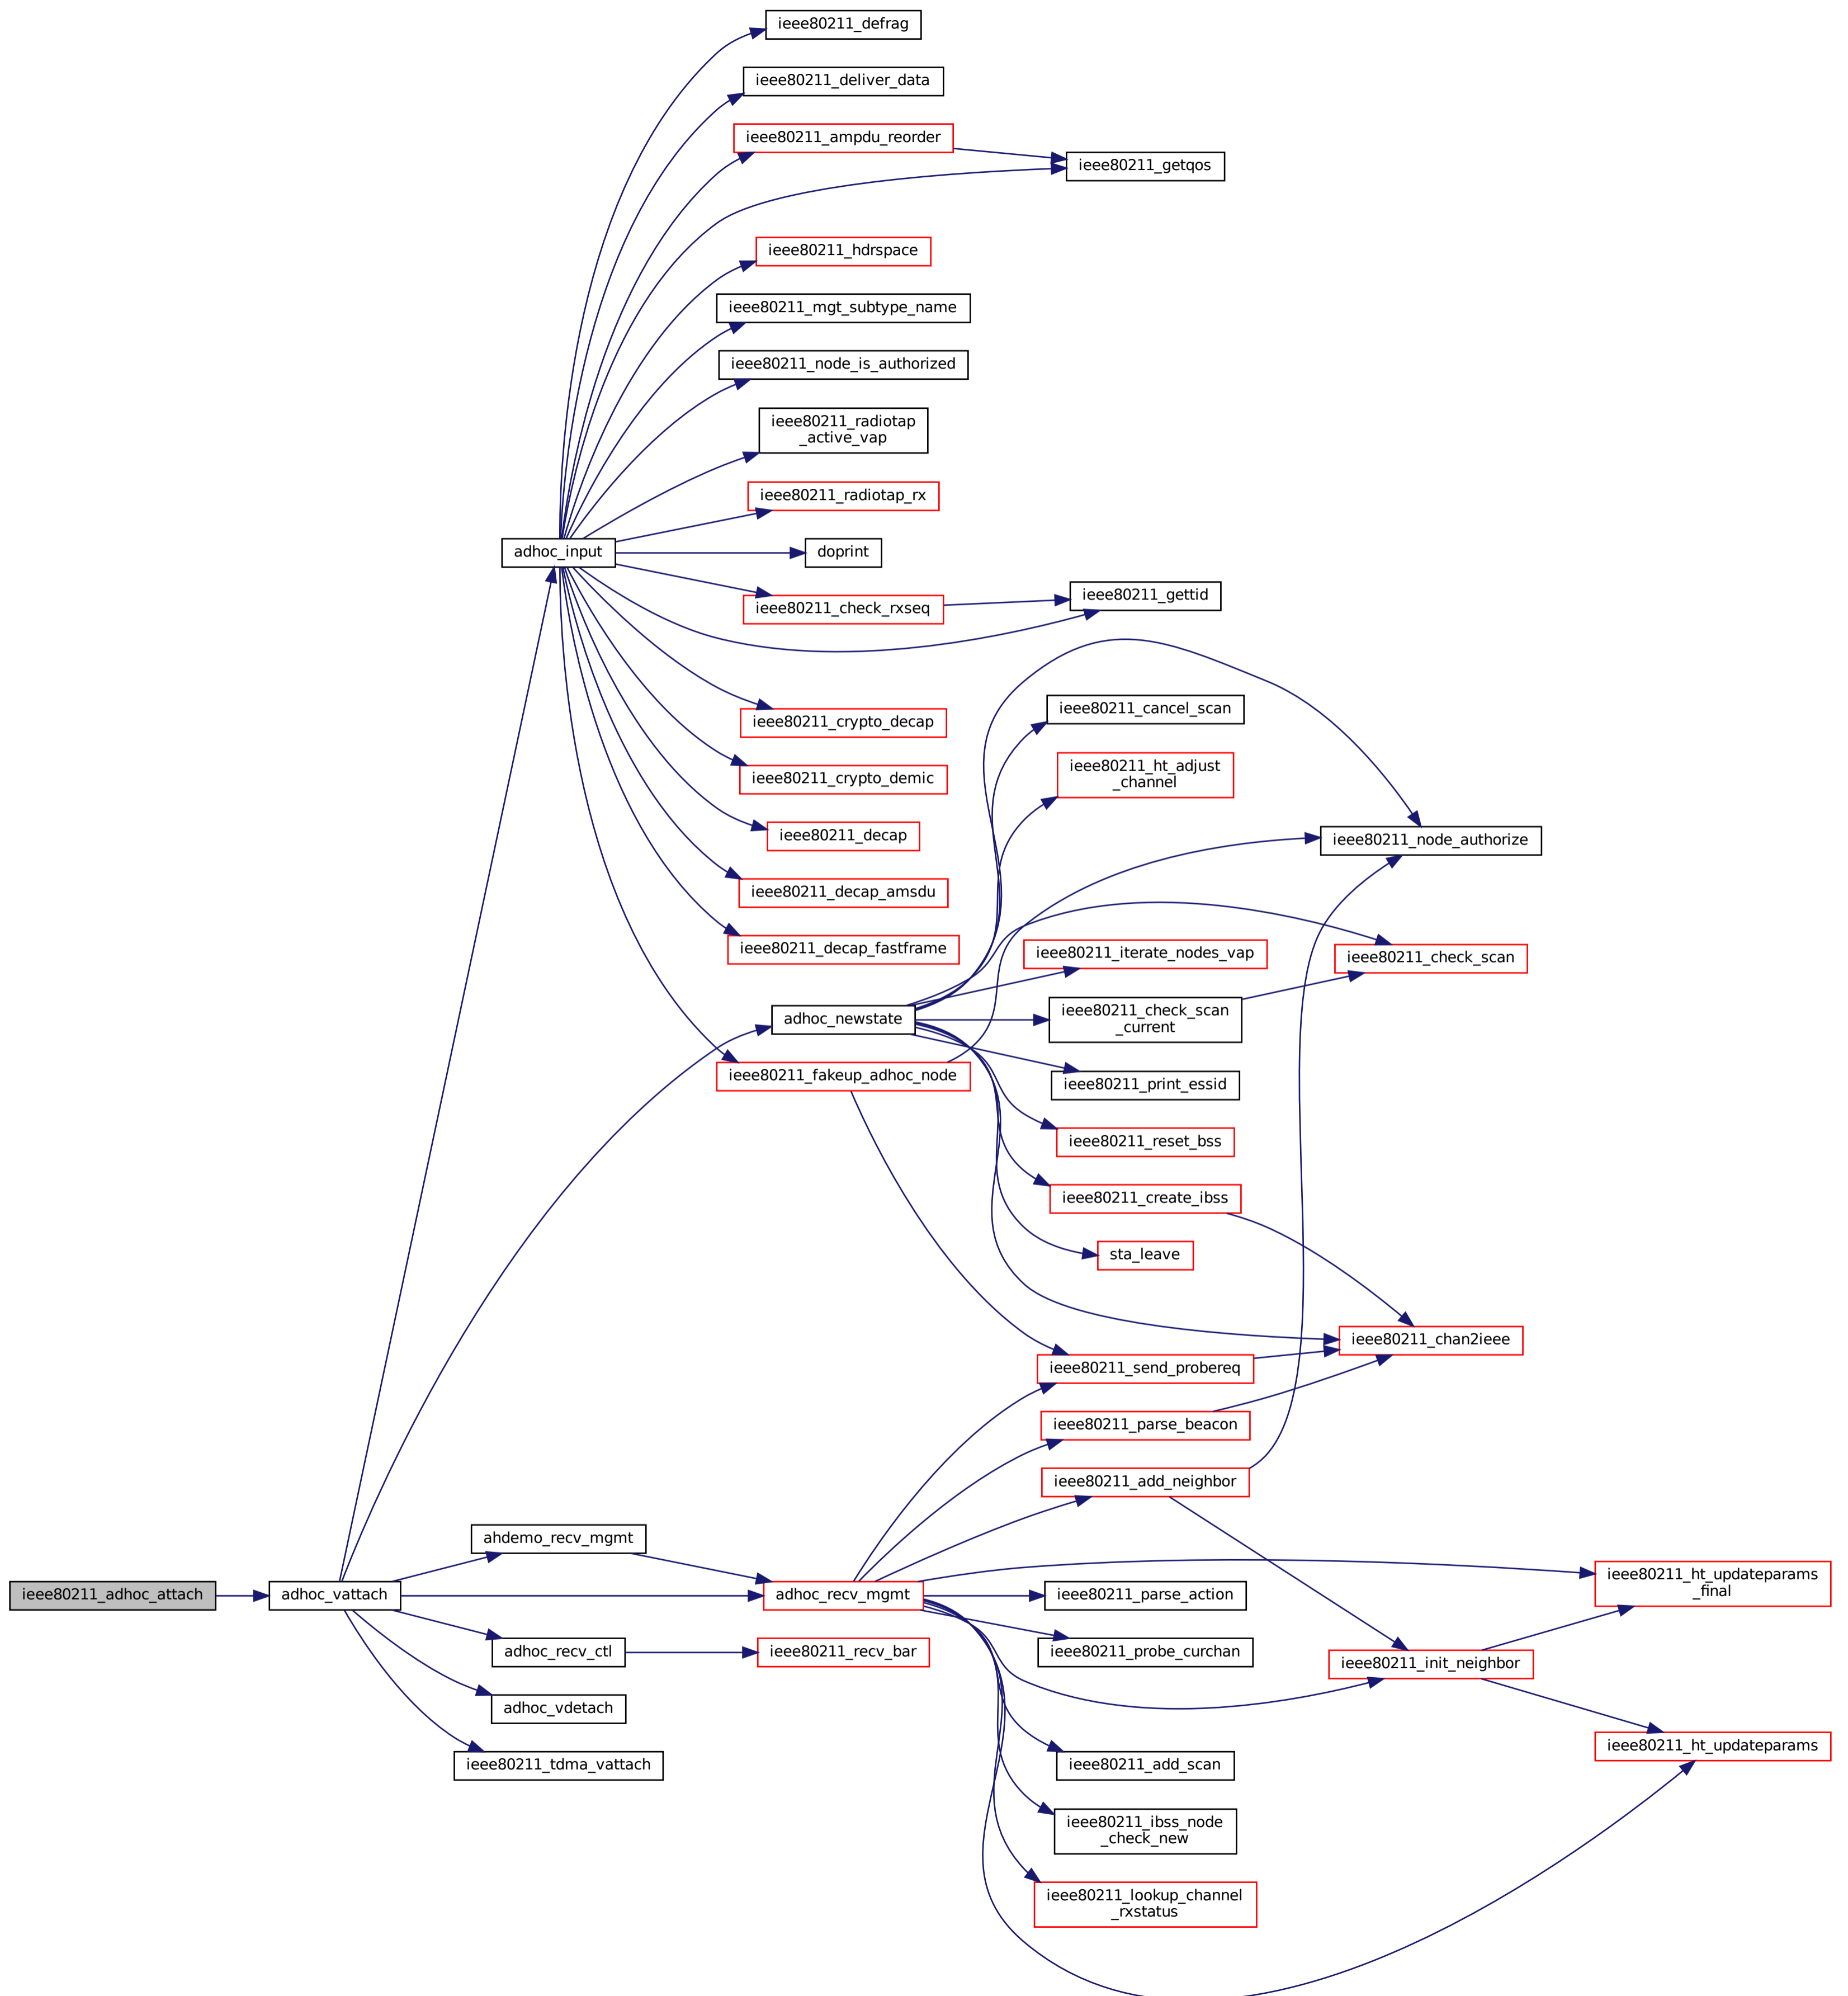 ieee80211_defrag
ieee80211_deliver_data
ieee80211_ampdu_reorder
ieee80211_getqos
ieee80211_hdrspace
ieee80211_mgt_subtype_name
ieee80211_node_is_authorized
ieee80211_radiotap
_active_vap
ieee80211_radiotap_rx
adhoc_input
doprint
ieee80211_check_rxseq
ieee80211_gettid
ieee80211_crypto_decap
ieee80211_cancel_scan
ieee80211_crypto_demic
ieee80211_ht_adjust
_channel
ieee80211_decap
ieee80211_node_authorize
ieee80211_decap_amsdu
ieee80211_decap_fastframe
ieee80211_iterate_nodes_vap
ieee80211_check_scan
adhoc_newstate
ieee80211_check_scan
_current
ieee80211_fakeup_adhoc_node
ieee80211_print_essid
ieee80211_reset_bss
ieee80211_create_ibss
sta_leave
ieee80211_chan2ieee
ieee80211_send_probereq
ieee80211_parse_beacon
ieee80211_add_neighbor
ahdemo_recv_mgmt
ieee80211_ht_updateparams
_final
ieee80211_adhoc_attach
adhoc_vattach
adhoc_recv_mgmt
ieee80211_parse_action
adhoc_recv_ctl
ieee80211_recv_bar
ieee80211_probe_curchan
ieee80211_init_neighbor
adhoc_vdetach
ieee80211_ht_updateparams
ieee80211_tdma_vattach
ieee80211_add_scan
ieee80211_ibss_node
_check_new
ieee80211_lookup_channel
_rxstatus